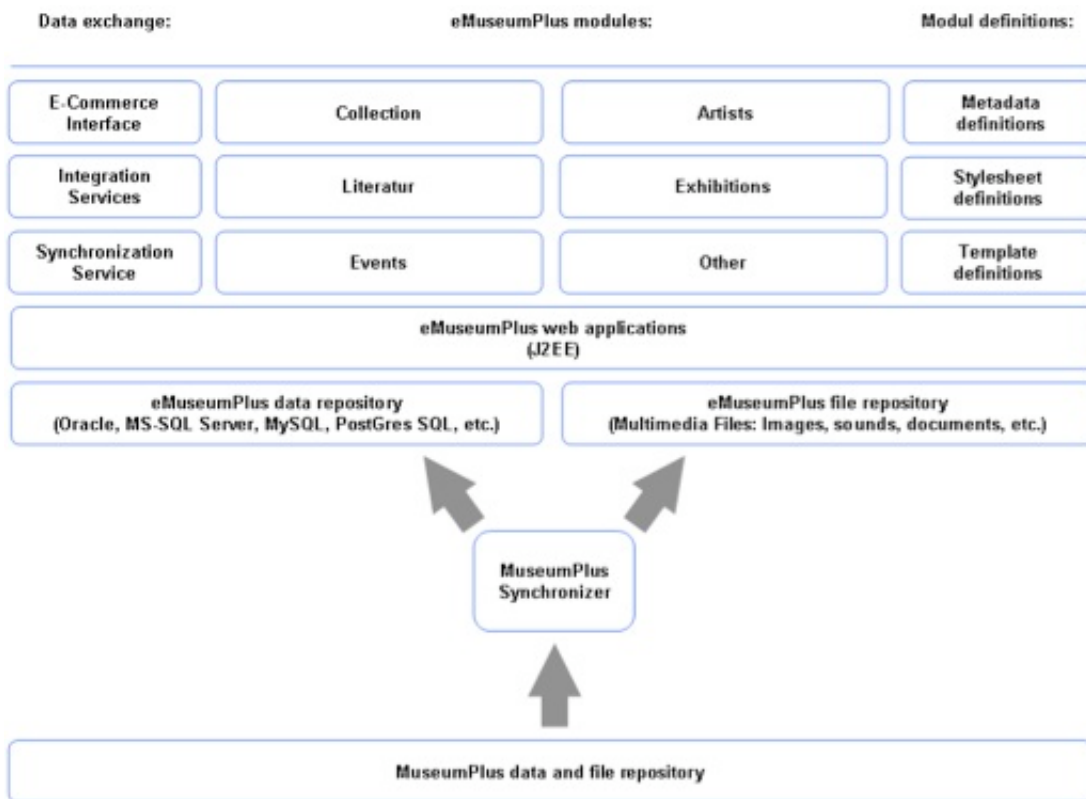 Data exchange:
eMuseumPlus modules:
Modul definitions:
E-Commerce
Interface
Collection
Artists
Metadata
definitions
Integration
Services
Literatur
Exhibitions
Stylesheet
definitions
Synchronization
Service
Events
Other
Template
definitions
eMuseumPlus web applications
(J2EE)
eMuseumPlus data repository
(Oracle, MS-SQL Server, MySQL, PostGres SQL, etc.)
eMuseumPlus file repository
(Multimedia Files: Images, sounds, documents, etc.)
MuseumPlus
Synchronizer
MuseumPlus data and file repository